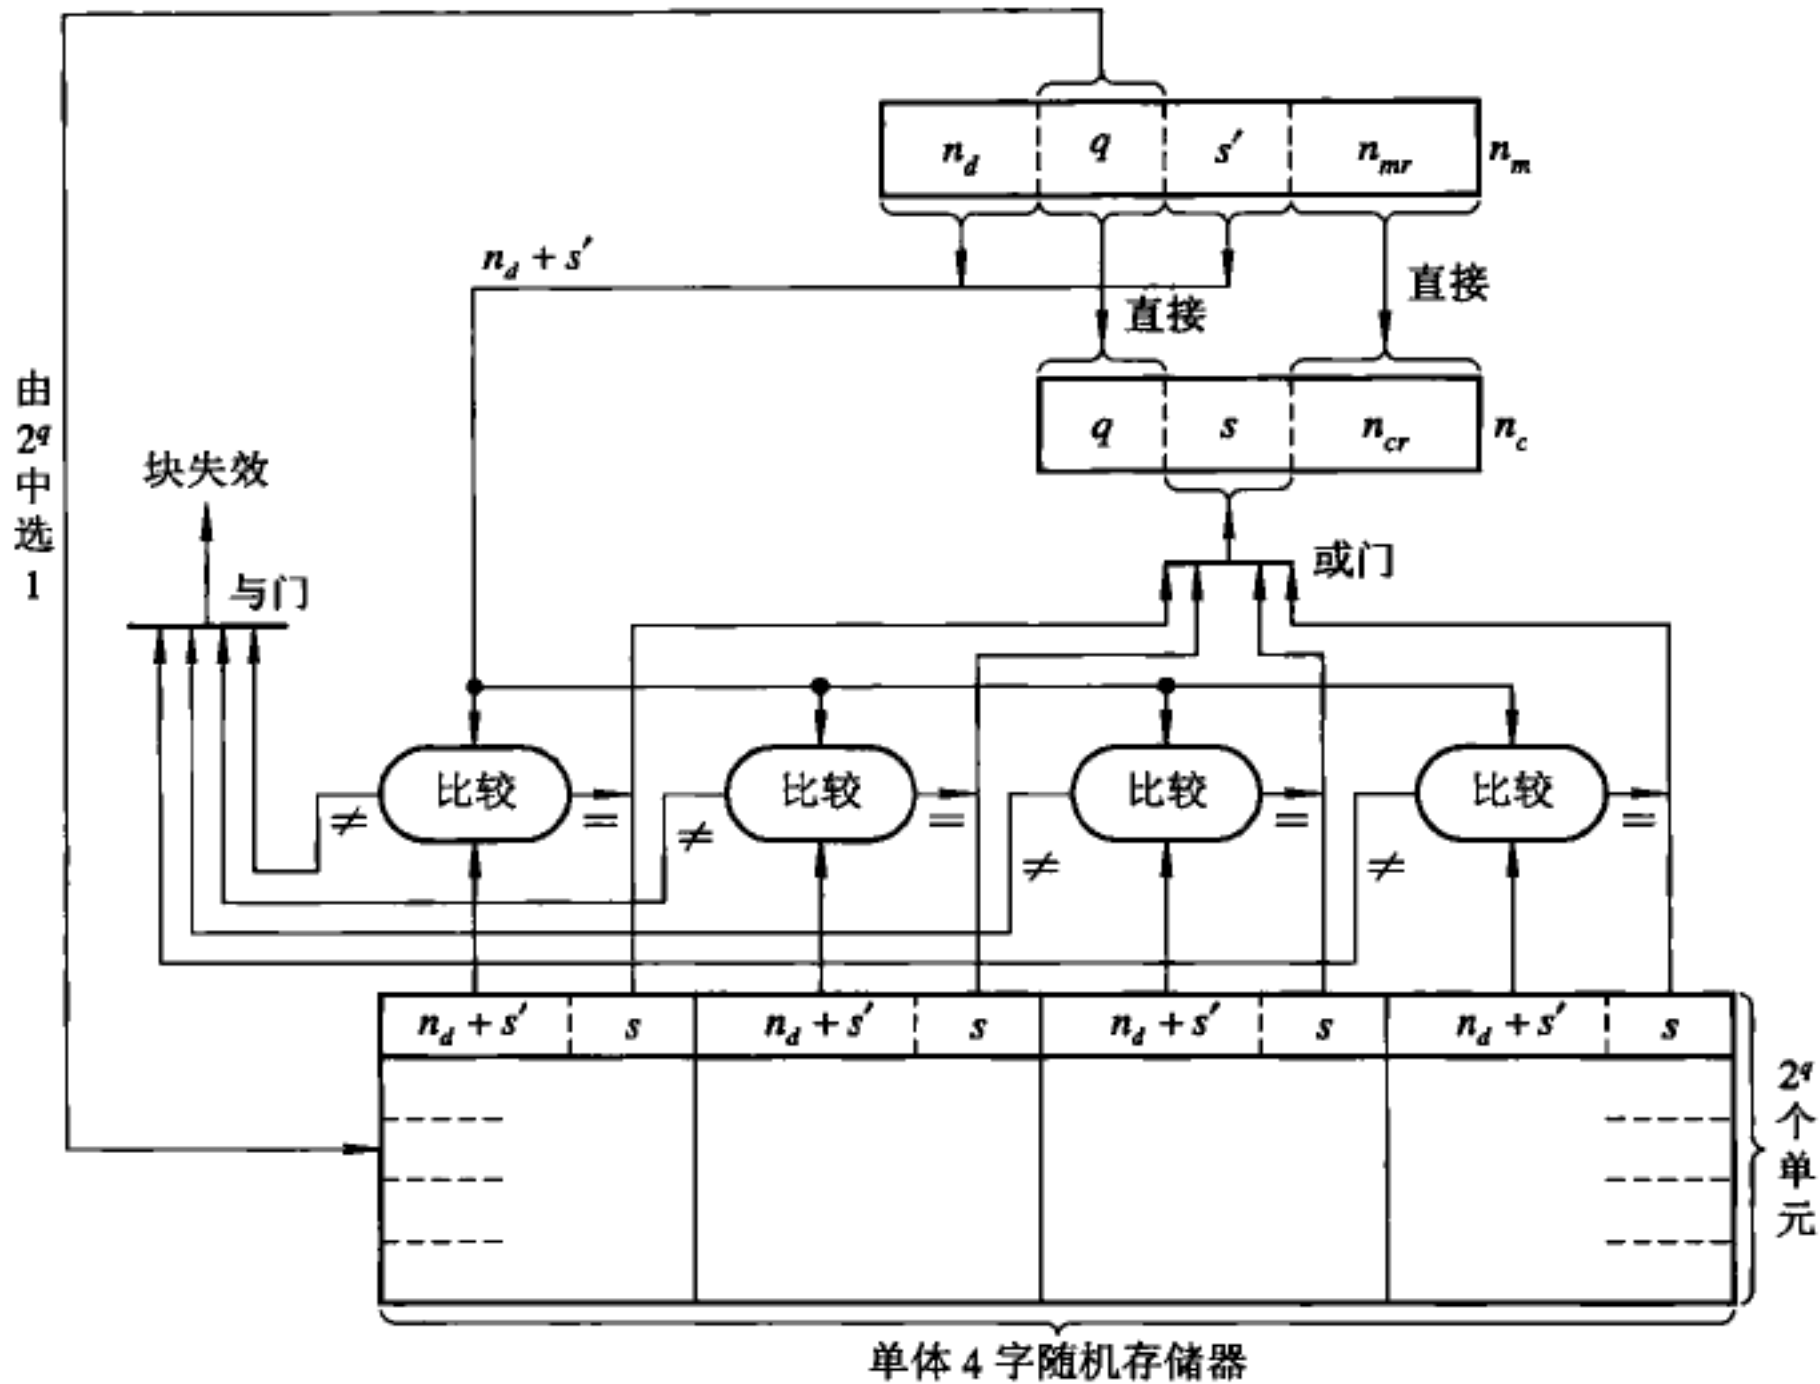 n_d q s′ n_mr n_m
n_d + s′
直接
直接
q s n_cr n_c
由2^q中选1
块失效
与门
或门
比较 比较 比较 比较
≠ = ≠ = ≠ = ≠ =
n_d + s′ s n_d + s′ s n_d + s′ s n_d + s′ s
2^q个单元
单体 4 字随机存储器